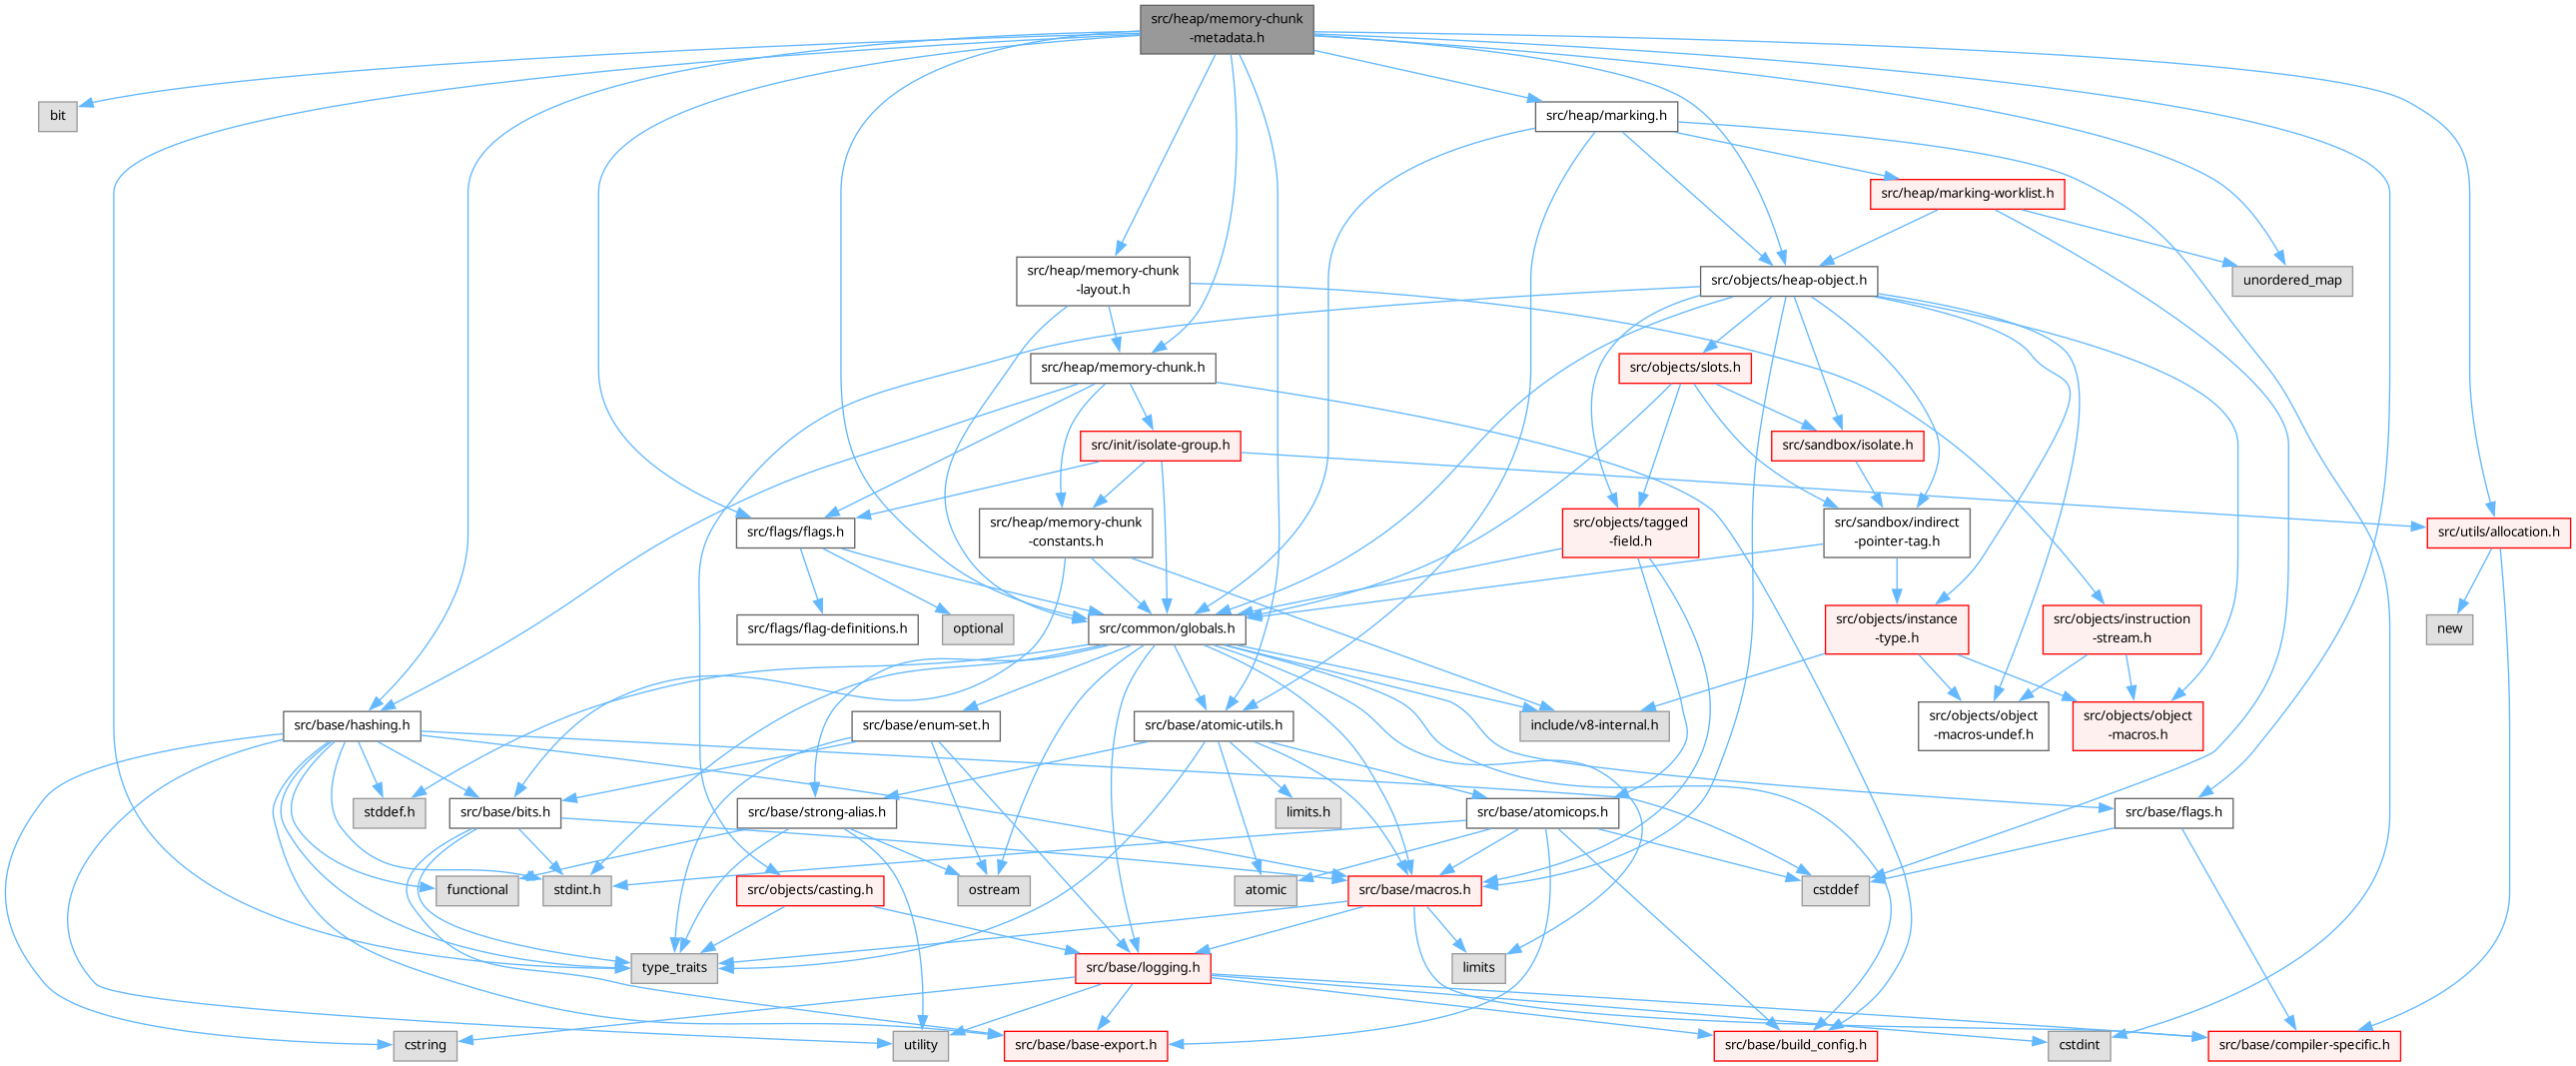 src/heap/memory-chunk
-metadata.h
bit
src/heap/marking.h
src/heap/marking-worklist.h
src/heap/memory-chunk
-layout.h
src/objects/heap-object.h
unordered_map
src/heap/memory-chunk.h
src/objects/slots.h
src/init/isolate-group.h
src/sandbox/isolate.h
src/flags/flags.h
src/heap/memory-chunk
-constants.h
src/objects/tagged
-field.h
src/sandbox/indirect
-pointer-tag.h
src/utils/allocation.h
src/flags/flag-definitions.h
optional
src/common/globals.h
src/objects/instance
-type.h
src/objects/instruction
-stream.h
new
src/base/hashing.h
src/base/enum-set.h
src/base/atomic-utils.h
include/v8-internal.h
src/objects/object
-macros-undef.h
src/objects/object
-macros.h
stddef.h
src/base/bits.h
src/base/strong-alias.h
limits.h
src/base/atomicops.h
src/base/flags.h
functional
stdint.h
src/objects/casting.h
ostream
atomic
src/base/macros.h
cstddef
type_traits
src/base/logging.h
limits
cstring
utility
src/base/base-export.h
src/base/build_config.h
cstdint
src/base/compiler-specific.h